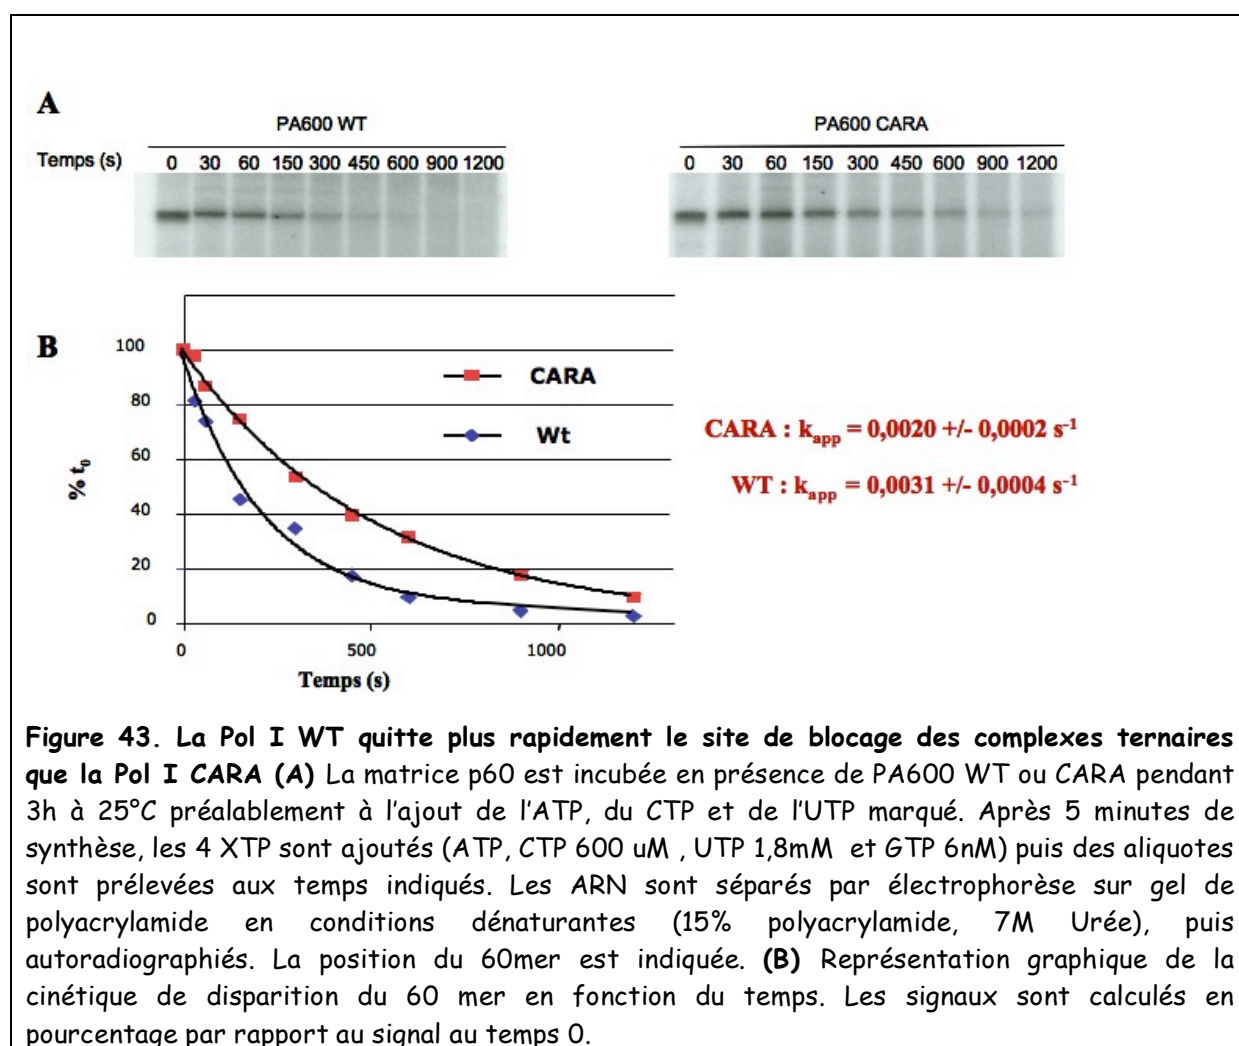 A
PA600 WT
PA600 CARA
Temps (s) 0 30 60 150 300 450 600 900 1200
0 30 60 150 300 450 600 900 1200
B
100
80
60
40
20
0
% t0
0 500 1000
Temps (s)
CARA
Wt
CARA : kapp = 0,0020 +/- 0,0002 s-1
WT : kapp = 0,0031 +/- 0,0004 s-1
Figure 43. La Pol I WT quitte plus rapidement le site de blocage des complexes ternaires
que la Pol I CARA (A) La matrice p60 est incubée en présence de PA600 WT ou CARA pendant
3h à 25°C préalablement à l'ajout de l'ATP, du CTP et de l'UTP marqué. Après 5 minutes de
synthèse, les 4 XTP sont ajoutés (ATP, CTP 600 uM , UTP 1,8mM et GTP 6nM) puis des aliquotes
sont prélevées aux temps indiqués. Les ARN sont séparés par électrophorèse sur gel de
polyacrylamide en conditions dénaturantes (15% polyacrylamide, 7M Urée), puis
autoradiographiés. La position du 60mer est indiquée. (B) Représentation graphique de la
cinétique de disparition du 60 mer en fonction du temps. Les signaux sont calculés en
pourcentage par rapport au signal au temps 0.